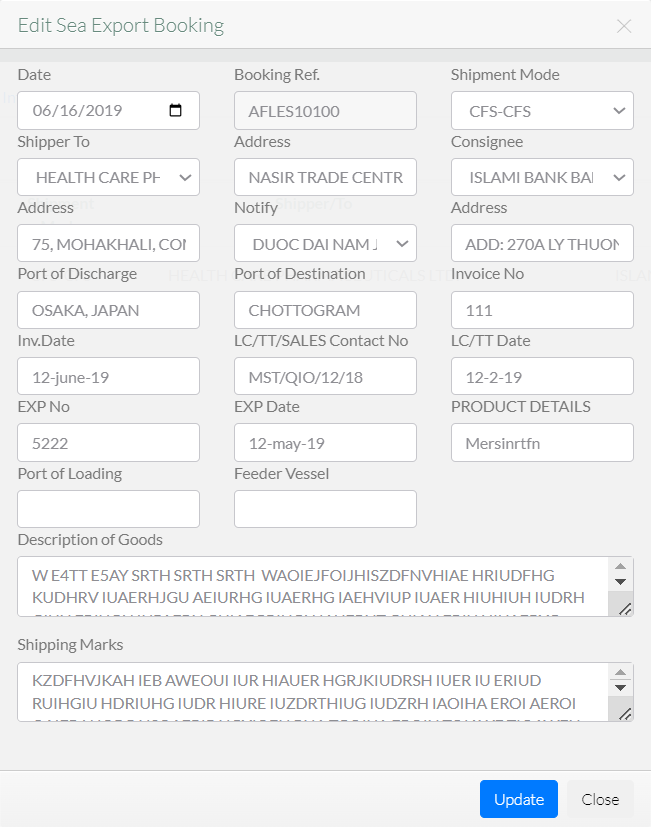 Edit Sea Export Booking
Date Booking Ref. Shipment Mode
06/16/2019 AFLES10100 CFS-CFS
Shipper To Address Consignee
HEALTH CARE PH NASIR TRADE CENTR ISLAMI BANK BAI
Address Notify Address
75, MOHAKHALI, COM DUOC DAI NAM J ADD: 270A LY THUON
Port of Discharge Port of Destination Invoice No
OSAKA, JAPAN CHOTTOGRAM 111
Inv.Date LC/TT/SALES Contact No LC/TT Date
12-june-19 MST/QIO/12/18 12-2-19
EXP No EXP Date PRODUCT DETAILS
5222 12-may-19 Mersinrtfn
Port of Loading Feeder Vessel
Description of Goods
W E4TT E5AY SRTH SRTH SRTH WAOIEJFOIJHISZDFNVHIAE HRIUDFHG
KUDHRV IUAERHJGU AEIURHG IUAERHG IAEHVIUP IUAER HIUHIUH IUDRH
Shipping Marks
KZDFHVJKAH IEB AWEOUI IUR HIAUER HGRJKIUDRSH IUER IU ERIUD
RUIHGIU HDRIUHG IUDR HIURE IUZDRTHIUG IUDZRH IAOIHA EROI AEROI
Update Close